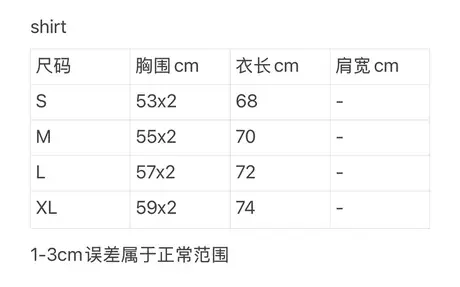 shirt
尺码 胸围cm 衣长cm 肩宽cm
S 53x2 68 -
M 55x2 70 -
L 57x2 72 -
XL 59x2 74 -
1-3cm误差属于正常范围